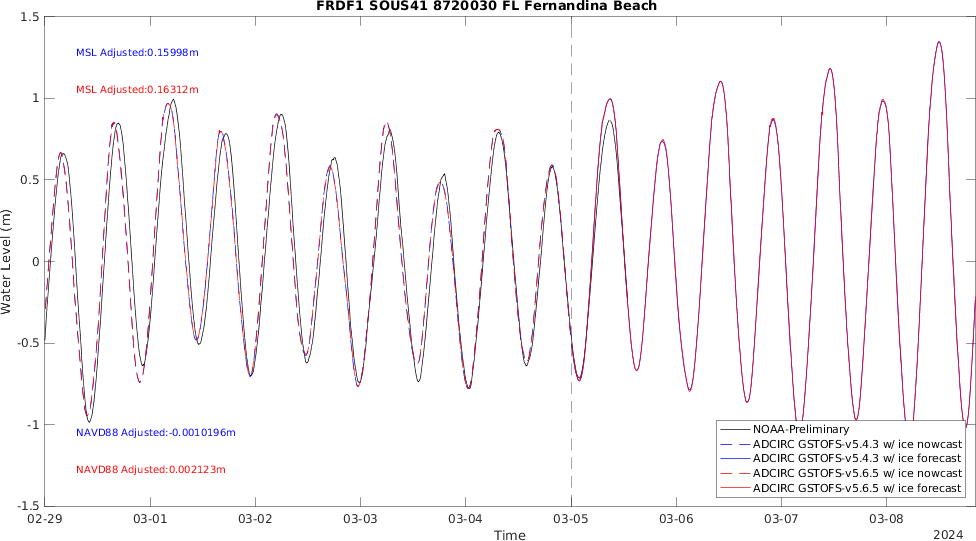 FRDF1 SOUS41 8720030 FL Fernandina Beach
1.5
MSL Adjusted:0.15998m
MSL Adjusted:0.16312m
1
0.5
0
-0.5
-1
-1.5
Water Level (m)
NAVD88 Adjusted:-0.0010196m
NAVD88 Adjusted:0.002123m
NOAA-Preliminary
ADCIRC GSTOFS-v5.4.3 w/ ice nowcast
ADCIRC GSTOFS-v5.4.3 w/ ice forecast
ADCIRC GSTOFS-v5.6.5 w/ ice nowcast
ADCIRC GSTOFS-v5.6.5 w/ ice forecast
02-29 03-01 03-02 03-03 03-04 03-05 03-06 03-07 03-08
Time
2024